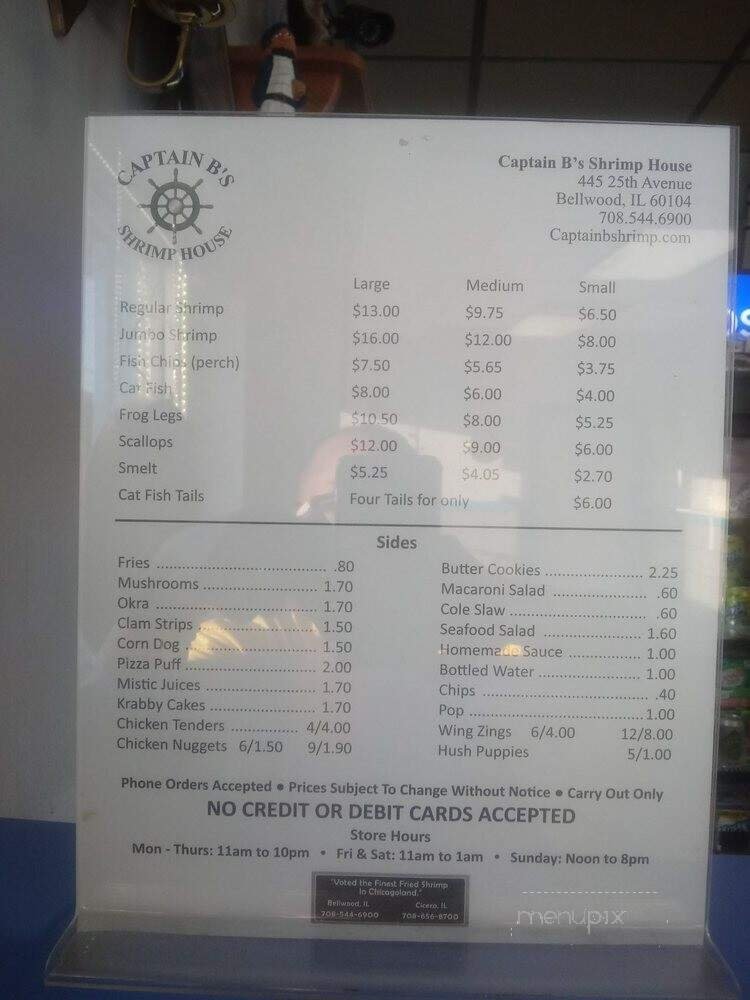 CAPTAIN B'S
SHRIMP HOUSE
Captain B's Shrimp House
445 25th Avenue
Bellwood, IL 60104
708.544.6900
Captainbshrimp.com
Large Medium Small
Regular Shrimp $13.00 $9.75 $6.50
Jumbo Shrimp $16.00 $12.00 $8.00
Fish Chips (perch) $7.50 $5.65 $3.75
Cat Fish $8.00 $6.00 $4.00
Frog Legs $10.50 $8.00 $5.25
Scallops $12.00 $9.00 $6.00
Smelt $5.25 $4.05 $2.70
Cat Fish Tails Four Tails for only $6.00
Sides
Fries .................................. .80
Mushrooms ...................... 1.70
Okra ................................ 1.70
Clam Strips ....................... 1.50
Corn Dog .......................... 1.50
Pizza Puff .......................... 2.00
Mistic Juices ...................... 1.70
Krabby Cakes .................... 1.70
Chicken Tenders ............... 4/4.00
Chicken Nuggets 6/1.50 9/1.90
Butter Cookies ...................... 2.25
Macaroni Salad ..................... .60
Cole Slaw ............................. .60
Seafood Salad ...................... 1.60
Homemade Sauce ................ 1.00
Bottled Water ....................... 1.00
Chips .................................... .40
Pop ....................................... 1.00
Wing Zings 6/4.00 12/8.00
Hush Puppies 5/1.00
Phone Orders Accepted • Prices Subject To Change Without Notice • Carry Out Only
NO CREDIT OR DEBIT CARDS ACCEPTED
Store Hours
Mon - Thurs: 11am to 10pm • Fri & Sat: 11am to 1am • Sunday: Noon to 8pm
"Voted the Finest Fried Shrimp
In Chicagoland."
Bellwood, IL Cicero, IL
708-544-6900 708-656-8700
menupix